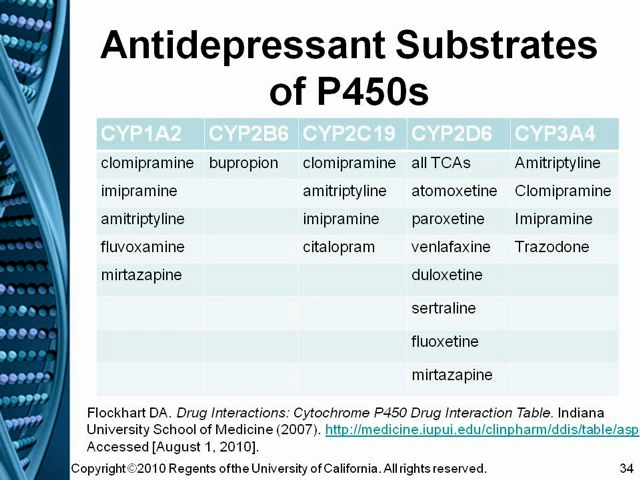 Antidepressant Substrates
of P450s
CYP1A2 CYP2B6 CYP2C19 CYP2D6 CYP3A4
clomipramine bupropion clomipramine all TCAs Amitriptyline
imipramine amitriptyline atomoxetine Clomipramine
amitriptyline imipramine paroxetine Imipramine
fluvoxamine citalopram venlafaxine Trazodone
mirtazapine duloxetine
sertraline
fluoxetine
mirtazapine
Flockhart DA. Drug Interactions: Cytochrome P450 Drug Interaction Table. Indiana
University School of Medicine (2007). http://medicine.iupui.edu/clinpharm/ddis/table/asp
Accessed [August 1, 2010].
Copyright ©2010 Regents of the University of California. All rights reserved. 34